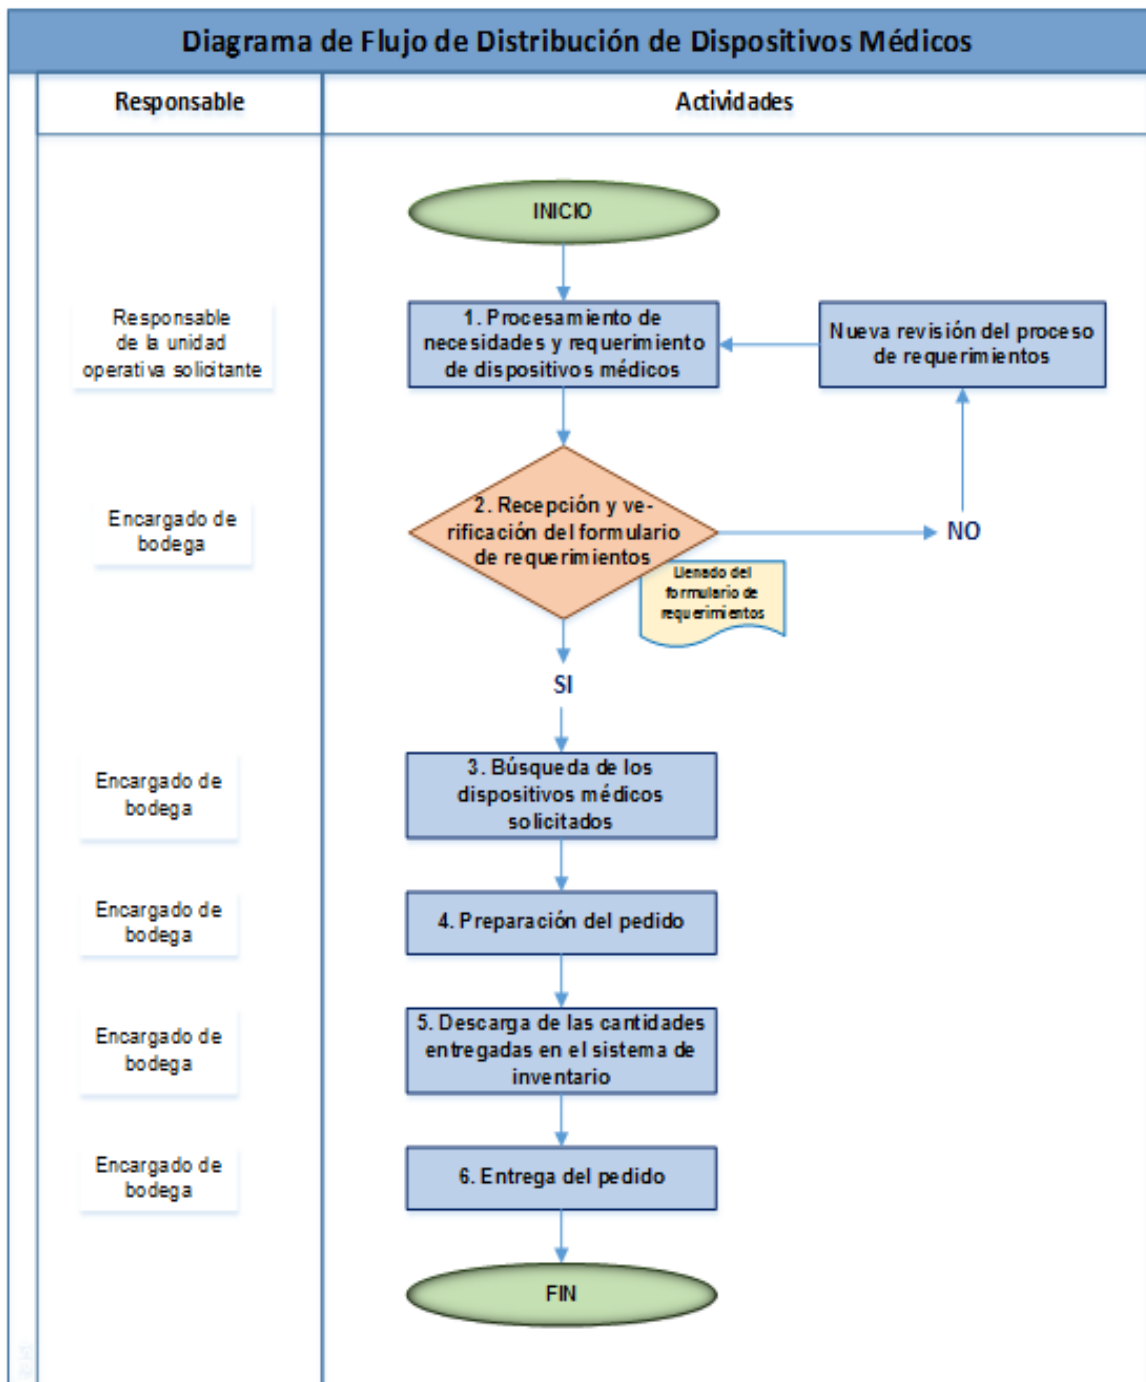 Diagrama de Flujo de Distribución de Dispositivos Médicos
Responsable
Actividades
INICIO
Responsable
de la unidad
operativa solicitante
1. Procesamiento de
necesidades y requerimiento
de dispositivos médicos
Nueva revisión del proceso
de requerimientos
Encargado de
bodega
2. Recepción y ve-
rificación del formulario
de requerimientos
NO
Llenado del
formulario de
requerimientos
SI
Encargado de
bodega
3. Búsqueda de los
dispositivos médicos
solicitados
Encargado de
bodega
4. Preparación del pedido
Encargado de
bodega
5. Descarga de las cantidades
entregadas en el sistema de
inventario
Encargado de
bodega
6. Entrega del pedido
FIN